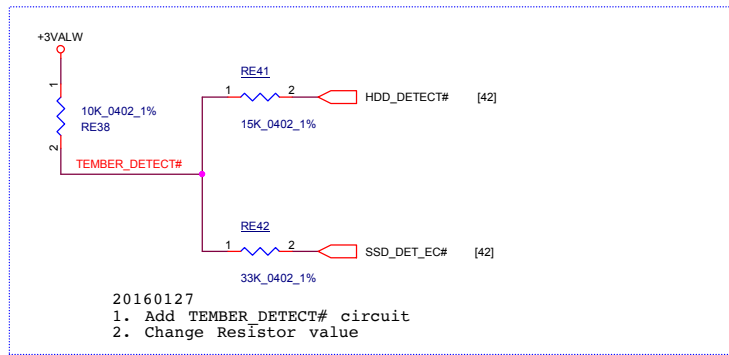 +3VALW
1
10K_0402_1%
RE38
2
TEMBER_DETECT#
RE41
1 2
HDD_DETECT# [42]
15K_0402_1%
RE42
1 2
SSD_DET_EC# [42]
33K_0402_1%
20160127
1. Add TEMBER_DETECT# circuit
2. Change Resistor value